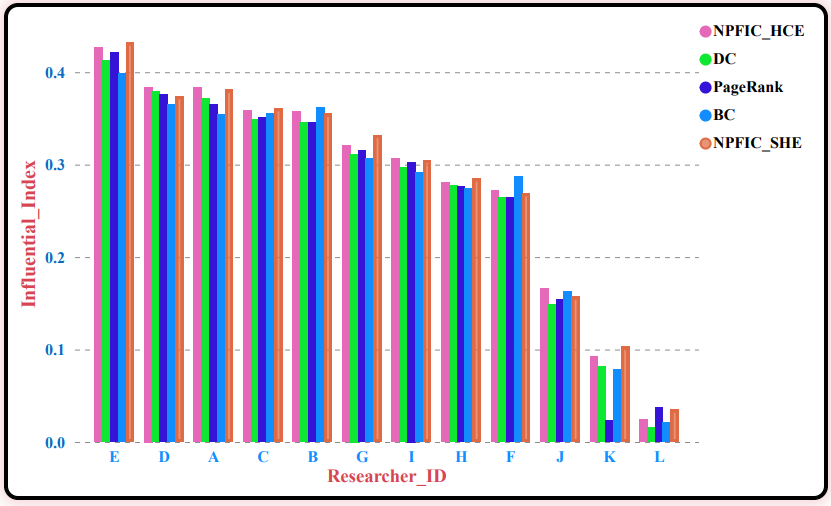 NPFIC_HCE
DC
PageRank
BC
NPFIC_SHE
Influential_Index
0.4
0.3
0.2
0.1
0.0
E D A C B G I H F J K L
Researcher_ID